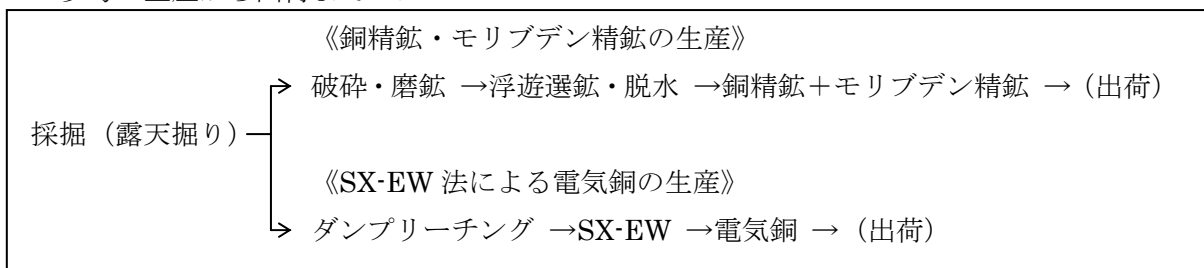 《銅精鉱・モリブデン精鉱の生産》
破砕・磨鉱 →浮遊選鉱・脱水 →銅精鉱＋モリブデン精鉱 →（出荷）
採掘（露天掘り）
《SX-EW 法による電気銅の生産》
ダンプリーチング →SX-EW →電気銅 →（出荷）